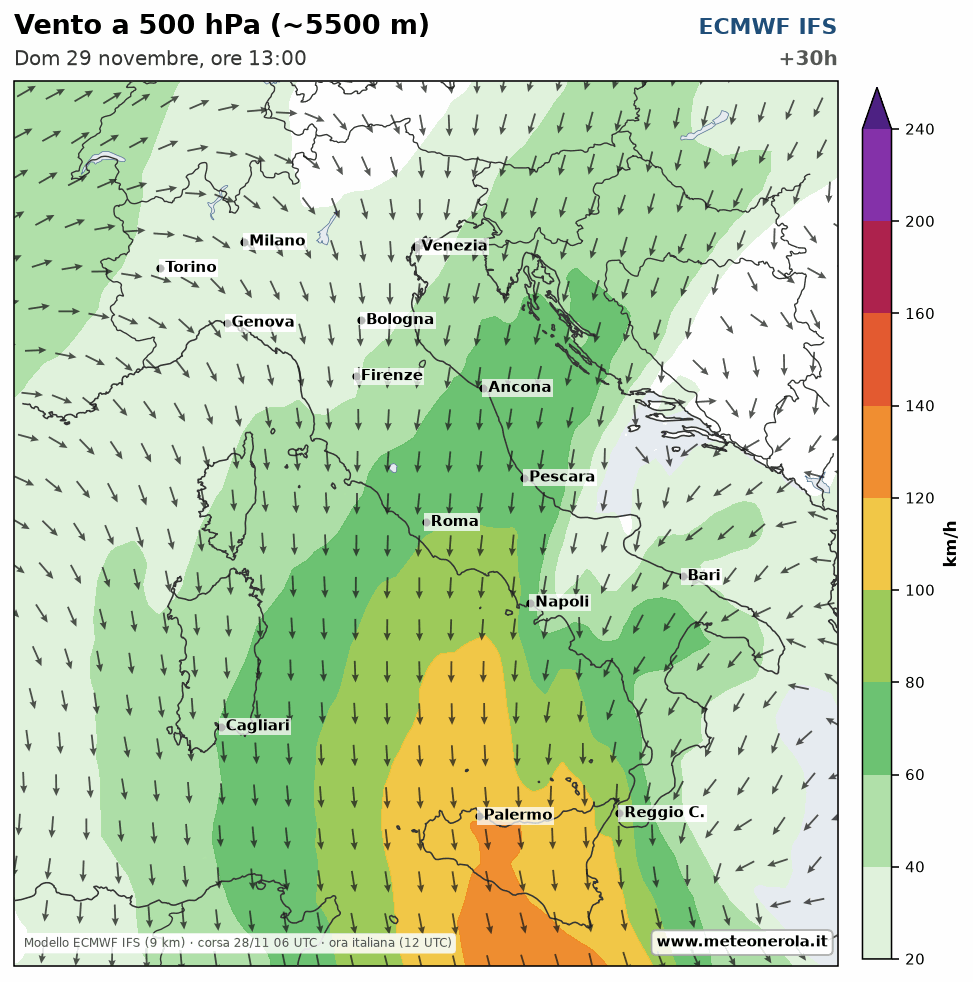 Vento a 500 hPa (~5500 m)
ECMWF IFS
Dom 29 novembre, ore 13:00
+30h
Milano
Venezia
Torino
Genova
Bologna
Firenze
Ancona
Pescara
Roma
Bari
Napoli
Cagliari
Palermo
Reggio C.
240
200
160
140
120
100
80
60
40
20
km/h
Modello ECMWF IFS (9 km) · corsa 28/11 06 UTC · ora italiana (12 UTC)
www.meteonerola.it